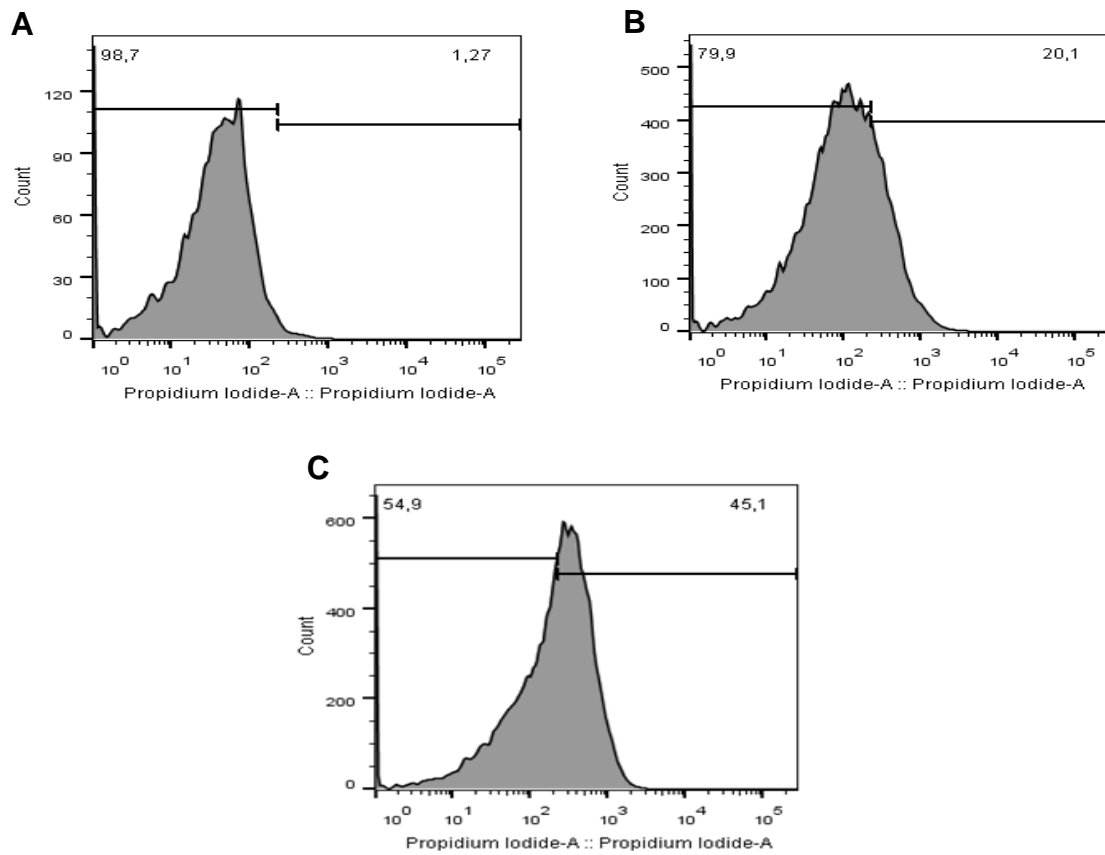 A
98,7 1,27
120
90
60
30
0
Count
10^0 10^1 10^2 10^3 10^4 10^5
Propidium Iodide-A :: Propidium Iodide-A
B
79,9 20,1
500
400
300
200
100
0
Count
10^0 10^1 10^2 10^3 10^4 10^5
Propidium Iodide-A :: Propidium Iodide-A
C
54,9 45,1
600
400
200
0
Count
10^0 10^1 10^2 10^3 10^4 10^5
Propidium Iodide-A :: Propidium Iodide-A